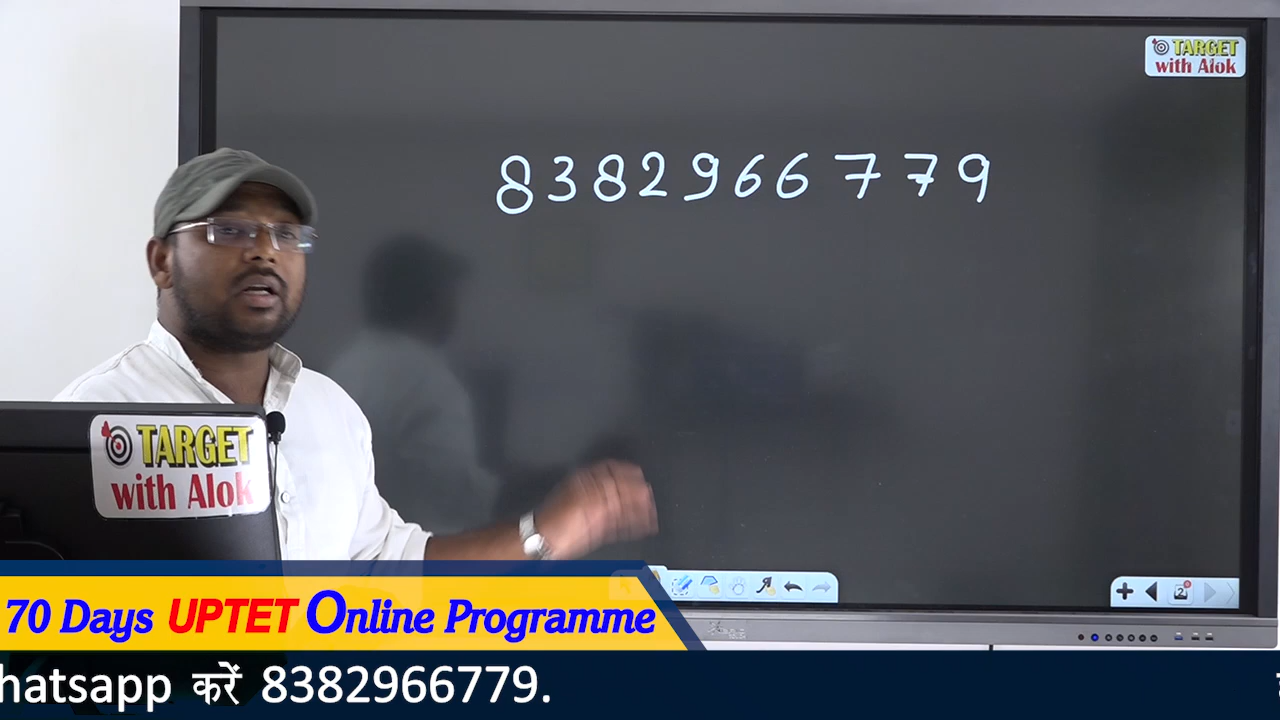 TARGET
with Alok
8382966779
TARGET
with Alok
70 Days UPTET Online Programme
hatsapp करें 8382966779.